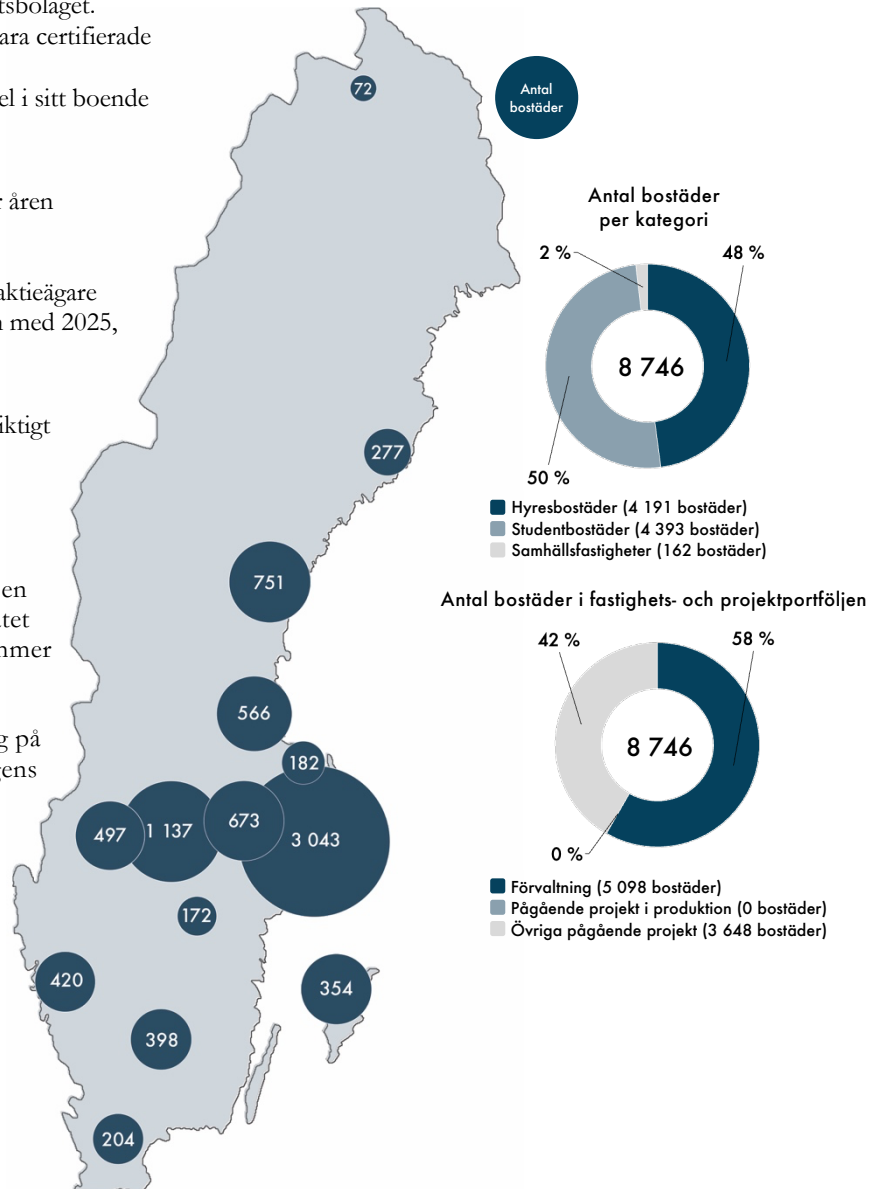 tsbolaget.
ara certifierade
el i sitt boende
r åren
aktieägare
n med 2025,
iktigt
en
tet
mmer
g på
gens
72
Antal
bostäder
277
751
566
182
497
1 137
673
3 043
172
420
398
354
204
Antal bostäder
per kategori
2 %
48 %
8 746
50 %
Hyresbostäder (4 191 bostäder)
Studentbostäder (4 393 bostäder)
Samhällsfastigheter (162 bostäder)
Antal bostäder i fastighets- och projektportföljen
42 %
58 %
8 746
0 %
Förvaltning (5 098 bostäder)
Pågående projekt i produktion (0 bostäder)
Övriga pågående projekt (3 648 bostäder)